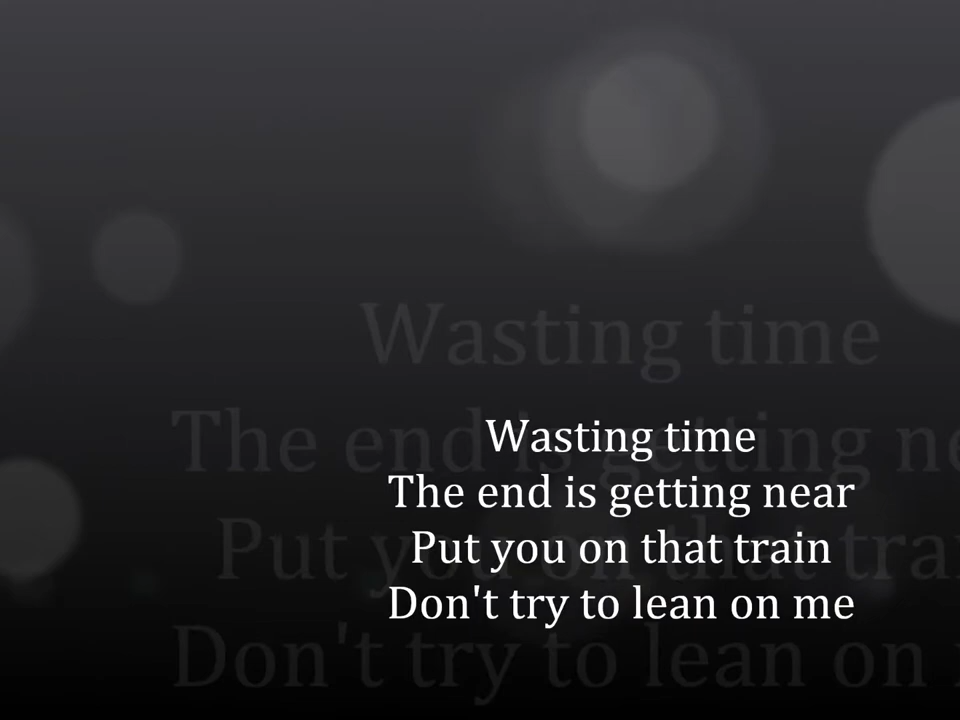 Wasting time
The end is getting near
Put you on that train
Don't try to lean on me